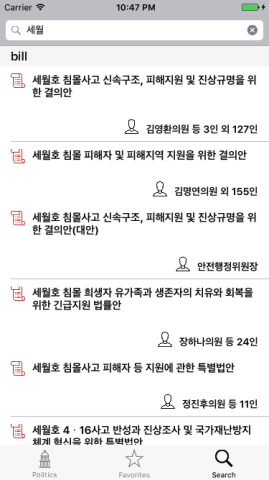 Carrier 10:47 PM
세월
bill
세월호 침몰사고 신속구조, 피해지원 및 진상규명을 위
한 결의안
김영환의원 등 3인 외 127인
세월호 침몰 피해자 및 피해지역 지원을 위한 결의안
김명연의원 외 155인
세월호 침몰사고 신속구조, 피해지원 및 진상규명을 위
한 결의안(대안)
안전행정위원장
세월호 침몰 희생자 유가족과 생존자의 치유와 회복을
위한 긴급지원 법률안
장하나의원 등 24인
세월호 침몰사고 피해자 등 지원에 관한 특별법안
정진후의원 등 11인
세월호 4ㆍ16사고 반성과 진상조사 및 국가재난방지
체계 혁신을 위한 특별법안
Politics Favorites Search